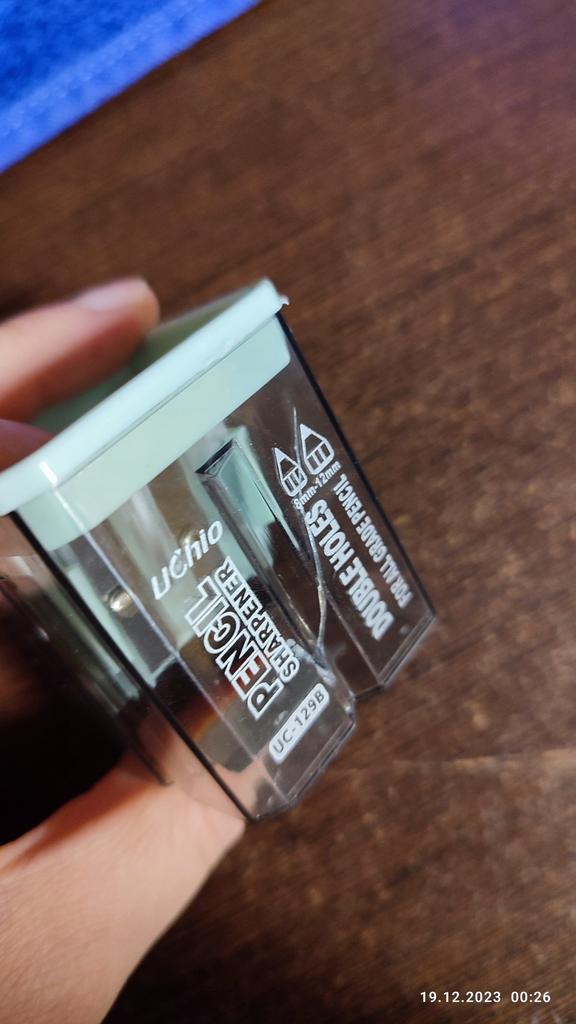 uchio
PENCIL
SHARPENER
UC-129B
8mm-12mm
DOUBLE HOLES
FOR ALL GRADE PENCIL
19.12.2023 00:26